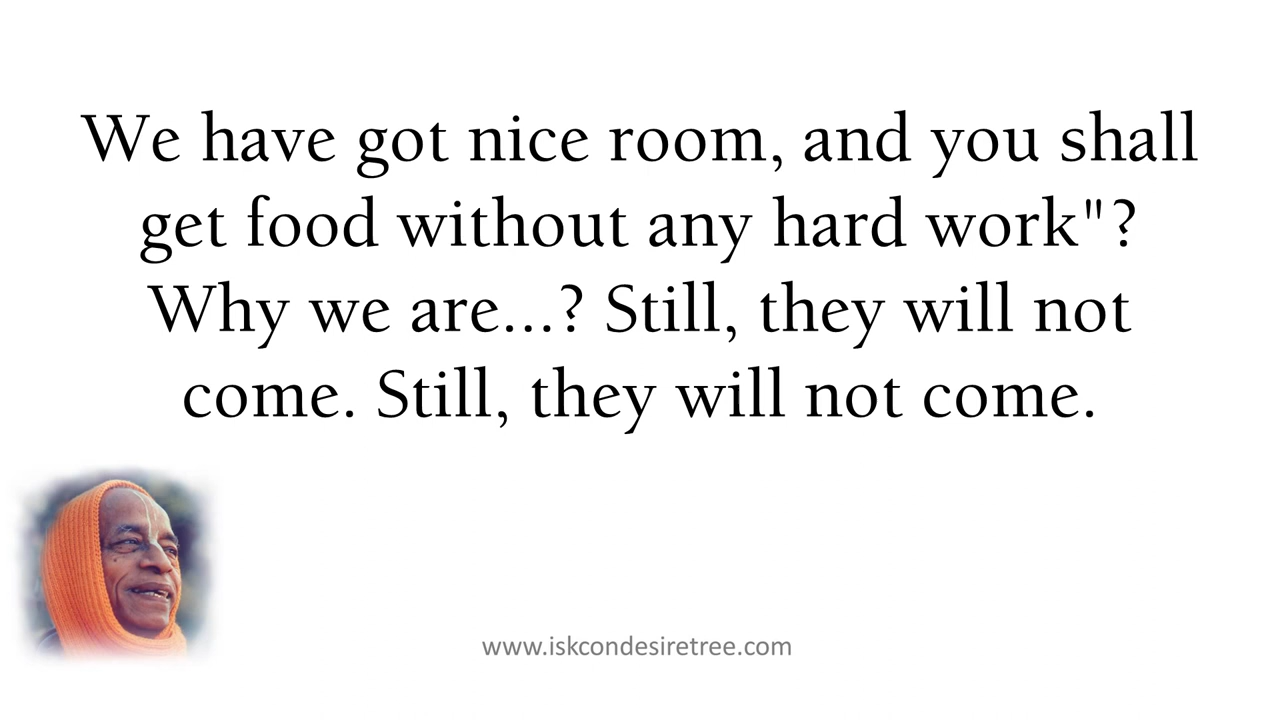 We have got nice room, and you shall
get food without any hard work"?
Why we are...? Still, they will not
come. Still, they will not come.
www.iskcondesiretree.com